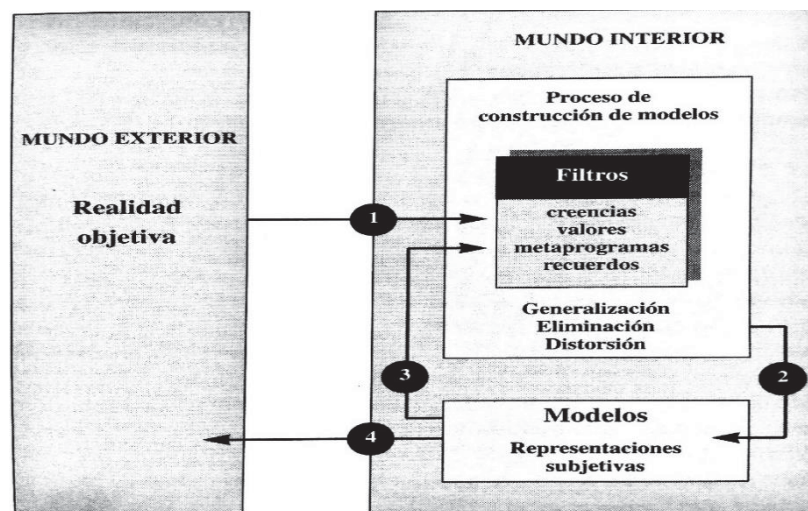 MUNDO EXTERIOR
Realidad
objetiva
MUNDO INTERIOR
Proceso de
construcción de modelos
Filtros
creencias
valores
metaprogramas
recuerdos
Generalización
Eliminación
Distorsión
1
2
3
4
Modelos
Representaciones
subjetivas